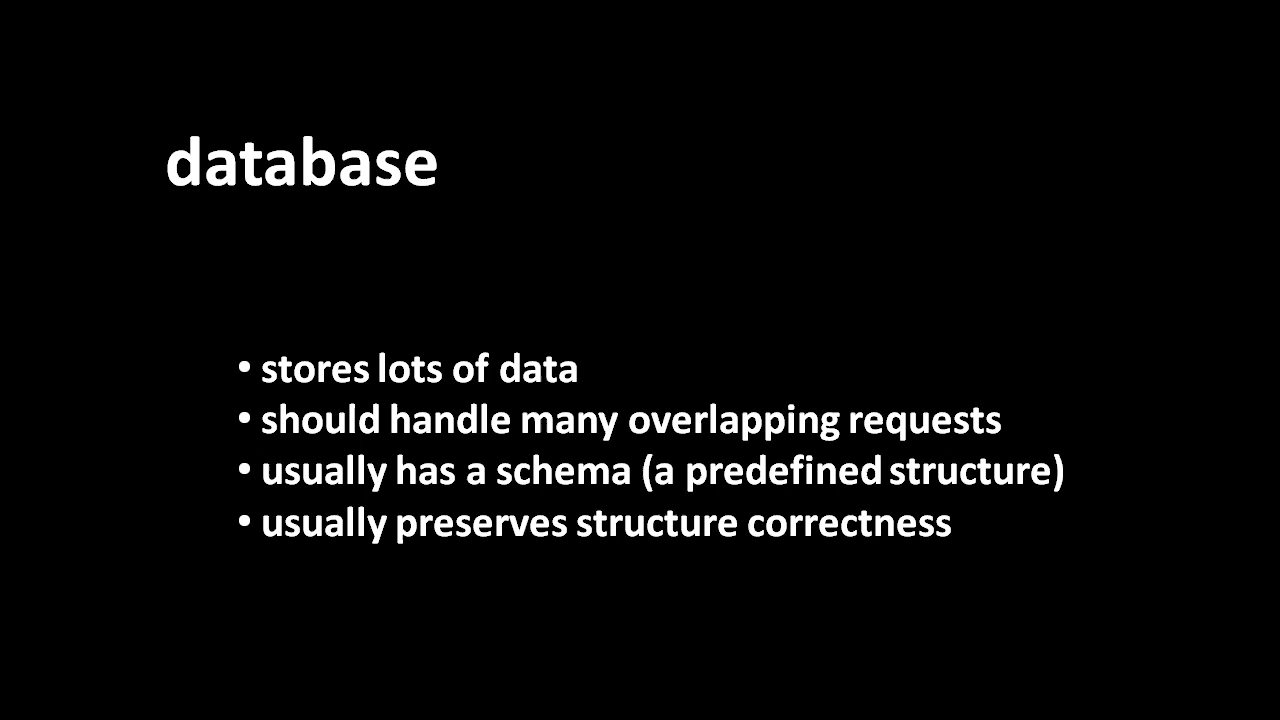 database
• stores lots of data
• should handle many overlapping requests
• usually has a schema (a predefined structure)
• usually preserves structure correctness